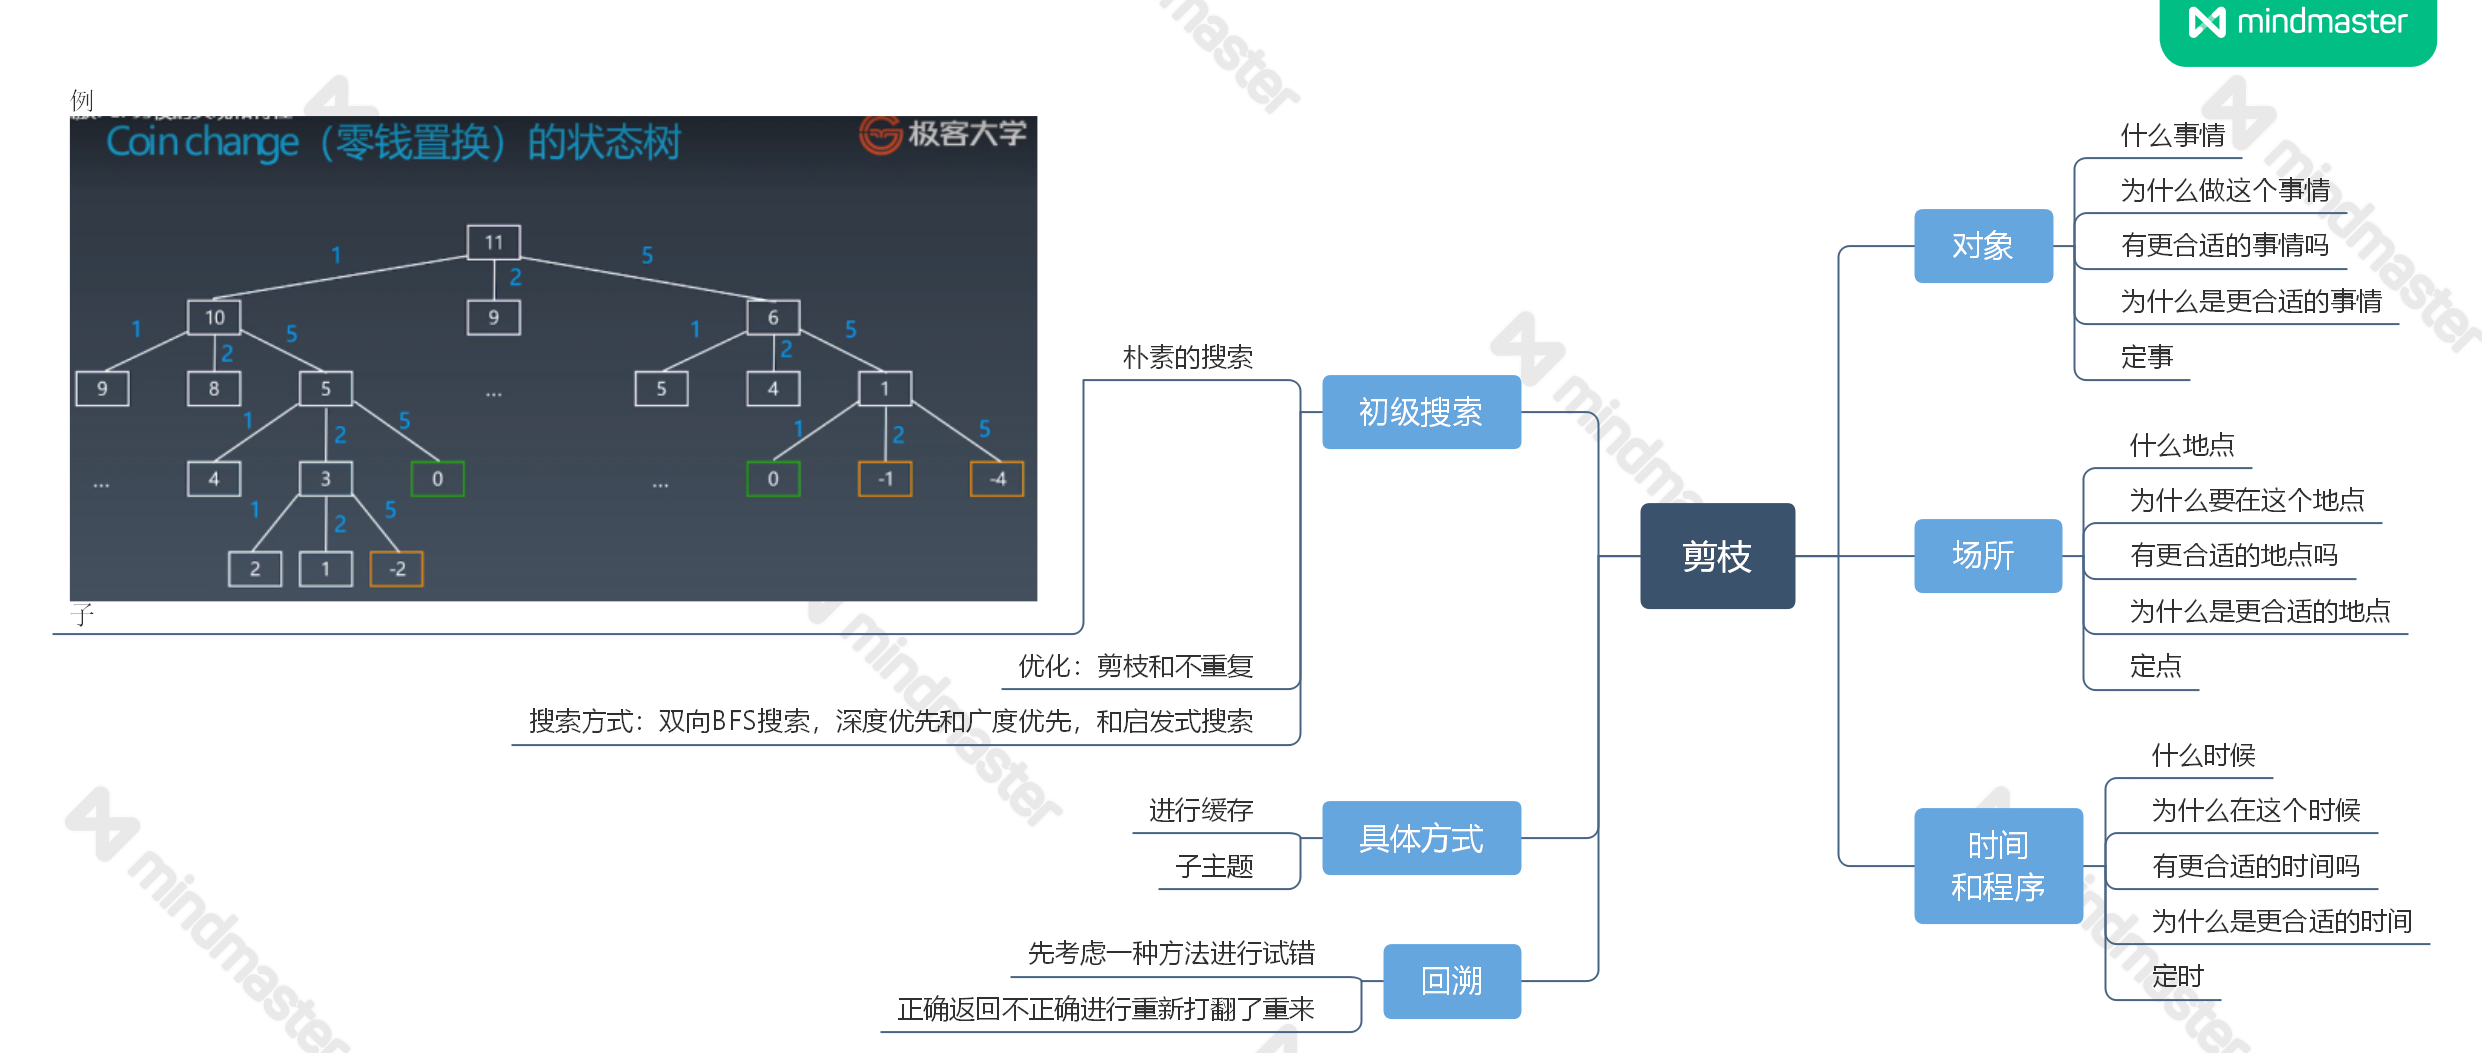 mindmaster
例
Coin change（零钱置换）的状态树
极客大学
11
1
2
5
10
9
6
1
2
5
1
2
5
9
8
5
...
5
4
1
1
2
5
1
2
5
...
4
3
0
...
0
-1
-4
1
2
5
2
1
-2
子
朴素的搜索
优化：剪枝和不重复
搜索方式：双向BFS搜索，深度优先和广度优先，和启发式搜索
初级搜索
进行缓存
子主题
具体方式
先考虑一种方法进行试错
正确返回不正确进行重新打翻了重来
回溯
剪枝
对象
什么事情
为什么做这个事情
有更合适的事情吗
为什么是更合适的事情
定事
场所
什么地点
为什么要在这个地点
有更合适的地点吗
为什么是更合适的地点
定点
时间
和程序
什么时候
为什么在这个时候
有更合适的时间吗
为什么是更合适的时间
定时
mindmaster
mindmaster
mindmaster
mindmaster
mindmaster
mindmaster